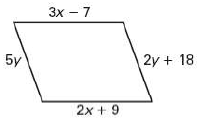 3x − 7
5y
2y + 18
2x + 9